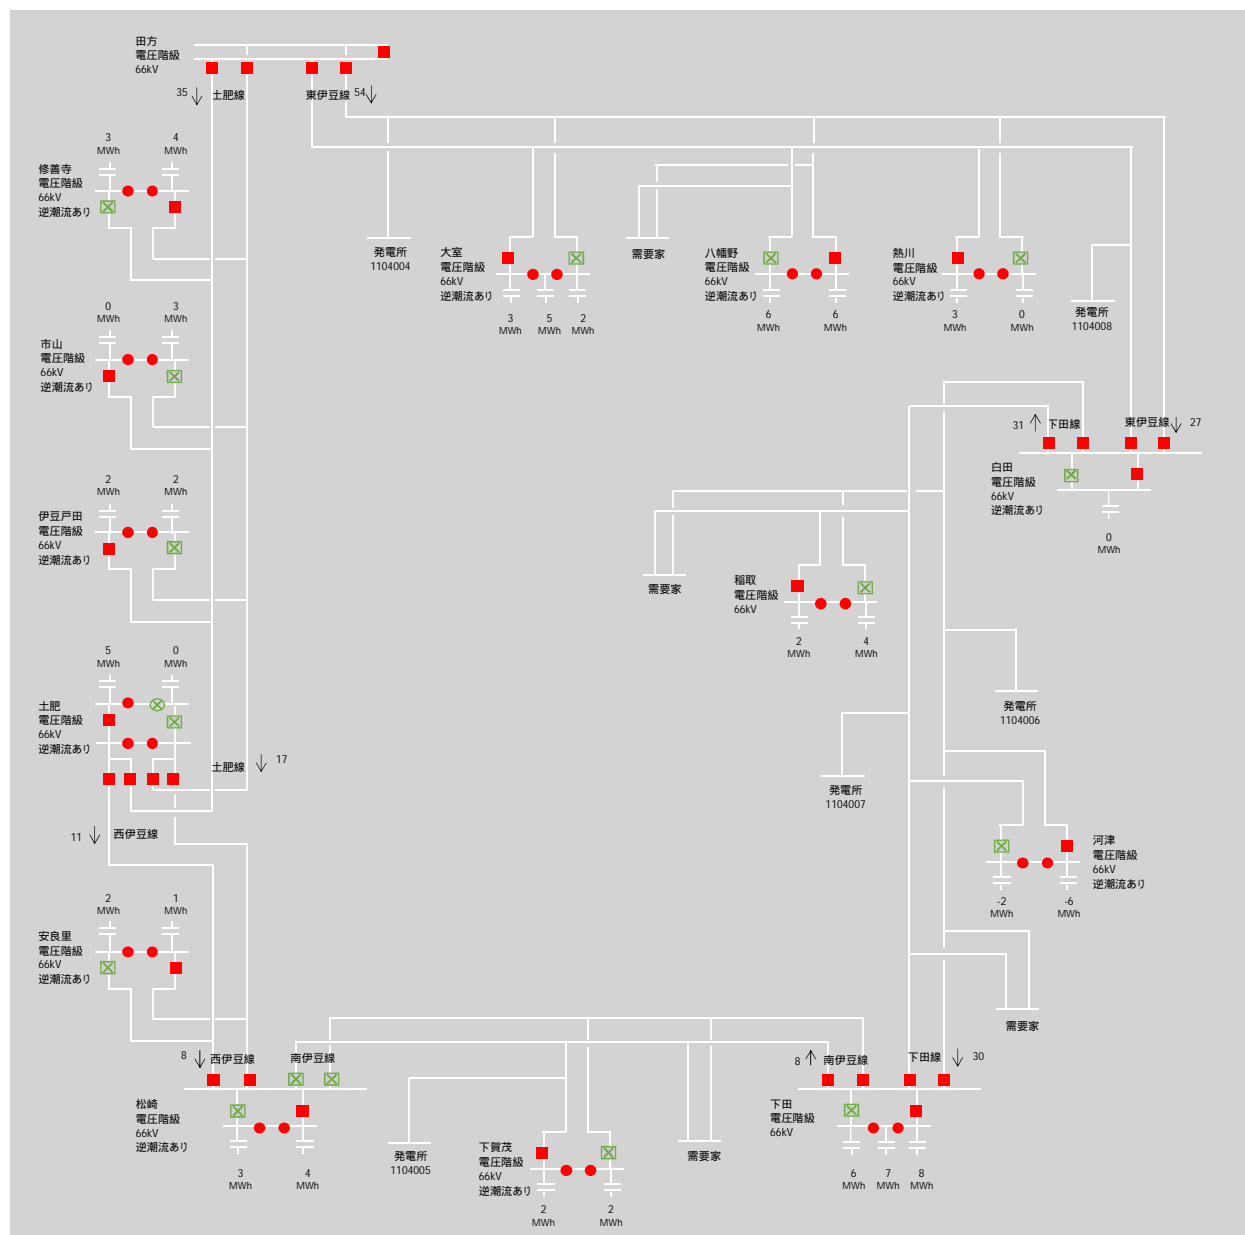 田方
電圧階級
66kV
35
土肥線
東伊豆線
54
3
MWh
4
MWh
修善寺
電圧階級
66kV
逆潮流あり
発電所
1104004
大室
電圧階級
66kV
逆潮流あり
3
MWh
5
MWh
2
MWh
需要家
八幡野
電圧階級
66kV
逆潮流あり
6
MWh
6
MWh
熱川
電圧階級
66kV
逆潮流あり
3
MWh
0
MWh
発電所
1104008
0
MWh
3
MWh
市山
電圧階級
66kV
逆潮流あり
31
下田線
東伊豆線
27
白田
電圧階級
66kV
逆潮流あり
0
MWh
2
MWh
2
MWh
伊豆戸田
電圧階級
66kV
逆潮流あり
需要家
稲取
電圧階級
66kV
2
MWh
4
MWh
5
MWh
0
MWh
土肥
電圧階級
66kV
逆潮流あり
土肥線
17
発電所
1104006
発電所
1104007
11
西伊豆線
河津
電圧階級
66kV
逆潮流あり
-2
MWh
-6
MWh
2
MWh
1
MWh
安良里
電圧階級
66kV
逆潮流あり
需要家
8
西伊豆線
南伊豆線
8
南伊豆線
下田線
30
松崎
電圧階級
66kV
逆潮流あり
3
MWh
4
MWh
発電所
1104005
下賀茂
電圧階級
66kV
逆潮流あり
2
MWh
2
MWh
需要家
下田
電圧階級
66kV
6
MWh
7
MWh
8
MWh